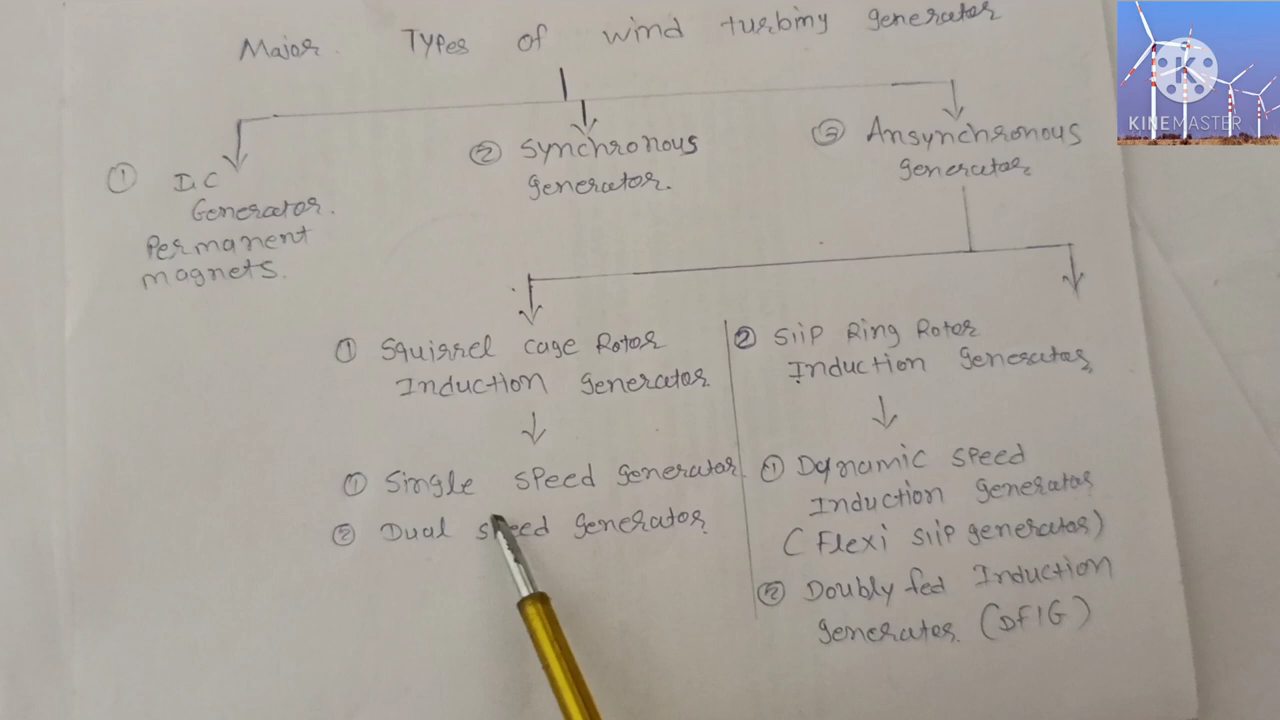 Major Types of wind turbiny generator
① D.C
Generator.
Permanent
magnets.
② Synchronous
generator.
③ Ansynchronous
generator
① Squirrel cage Rotor
Induction generator
① Single speed generator
② Dual speed generator
② Slip Ring Rotor
Induction generator
① Dynamic speed
Induction generator
(Flexi slip generator)
② Doubly fed Induction
generator. (DFIG)
K
KINEMASTER